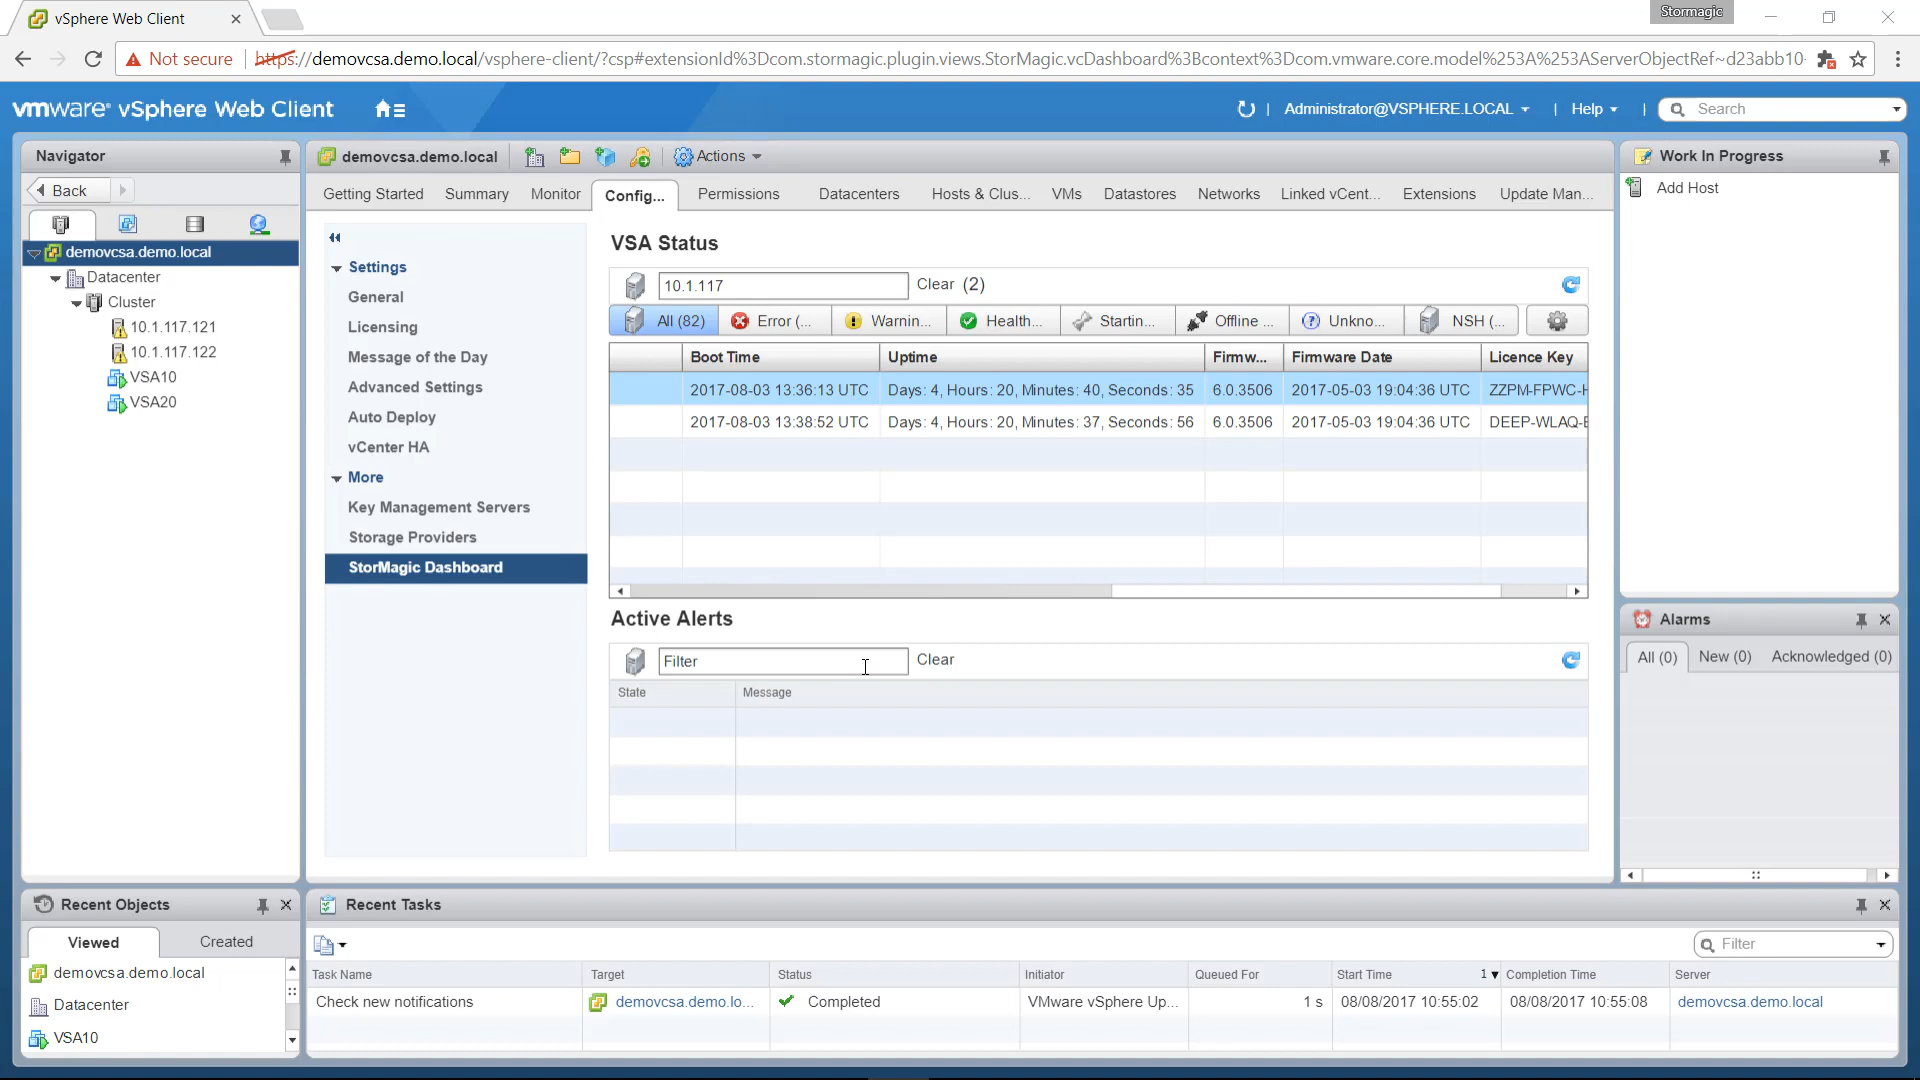 vSphere Web Client
Stormagic
Not secure
https://demovcsa.demo.local/vsphere-client/?csp#extensionId%3Dcom.stormagic.plugin.views.StorMagic.vcDashboard%3Bcontext%3Dcom.vmware.core.model%253A%253AServerObjectRef~d23abb10-
vmware® vSphere Web Client
Administrator@VSPHERE.LOCAL
Help
Search
Navigator
Back
demovcsa.demo.local
Datacenter
Cluster
10.1.117.121
10.1.117.122
VSA10
VSA20
demovcsa.demo.local
Actions
Getting Started Summary Monitor Config... Permissions Datacenters Hosts & Clus... VMs Datastores Networks Linked vCent... Extensions Update Man...
Settings
General
Licensing
Message of the Day
Advanced Settings
Auto Deploy
vCenter HA
More
Key Management Servers
Storage Providers
StorMagic Dashboard
VSA Status
10.1.117 Clear (2)
All (82) Error (... Warnin... Health... Startin... Offline ... Unkno... NSH (...
Boot Time Uptime Firmw... Firmware Date Licence Key
2017-08-03 13:36:13 UTC Days: 4, Hours: 20, Minutes: 40, Seconds: 35 6.0.3506 2017-05-03 19:04:36 UTC ZZPM-FPWC-
2017-08-03 13:38:52 UTC Days: 4, Hours: 20, Minutes: 37, Seconds: 56 6.0.3506 2017-05-03 19:04:36 UTC DEEP-WLAQ-
Active Alerts
Filter Clear
State Message
Work In Progress
Add Host
Alarms
All (0) New (0) Acknowledged (0)
Recent Objects
Viewed Created
demovcsa.demo.local
Datacenter
VSA10
Recent Tasks
Filter
Task Name Target Status Initiator Queued For Start Time 1 Completion Time Server
Check new notifications demovcsa.demo.lo... Completed VMware vSphere Up... 1 s 08/08/2017 10:55:02 08/08/2017 10:55:08 demovcsa.demo.local